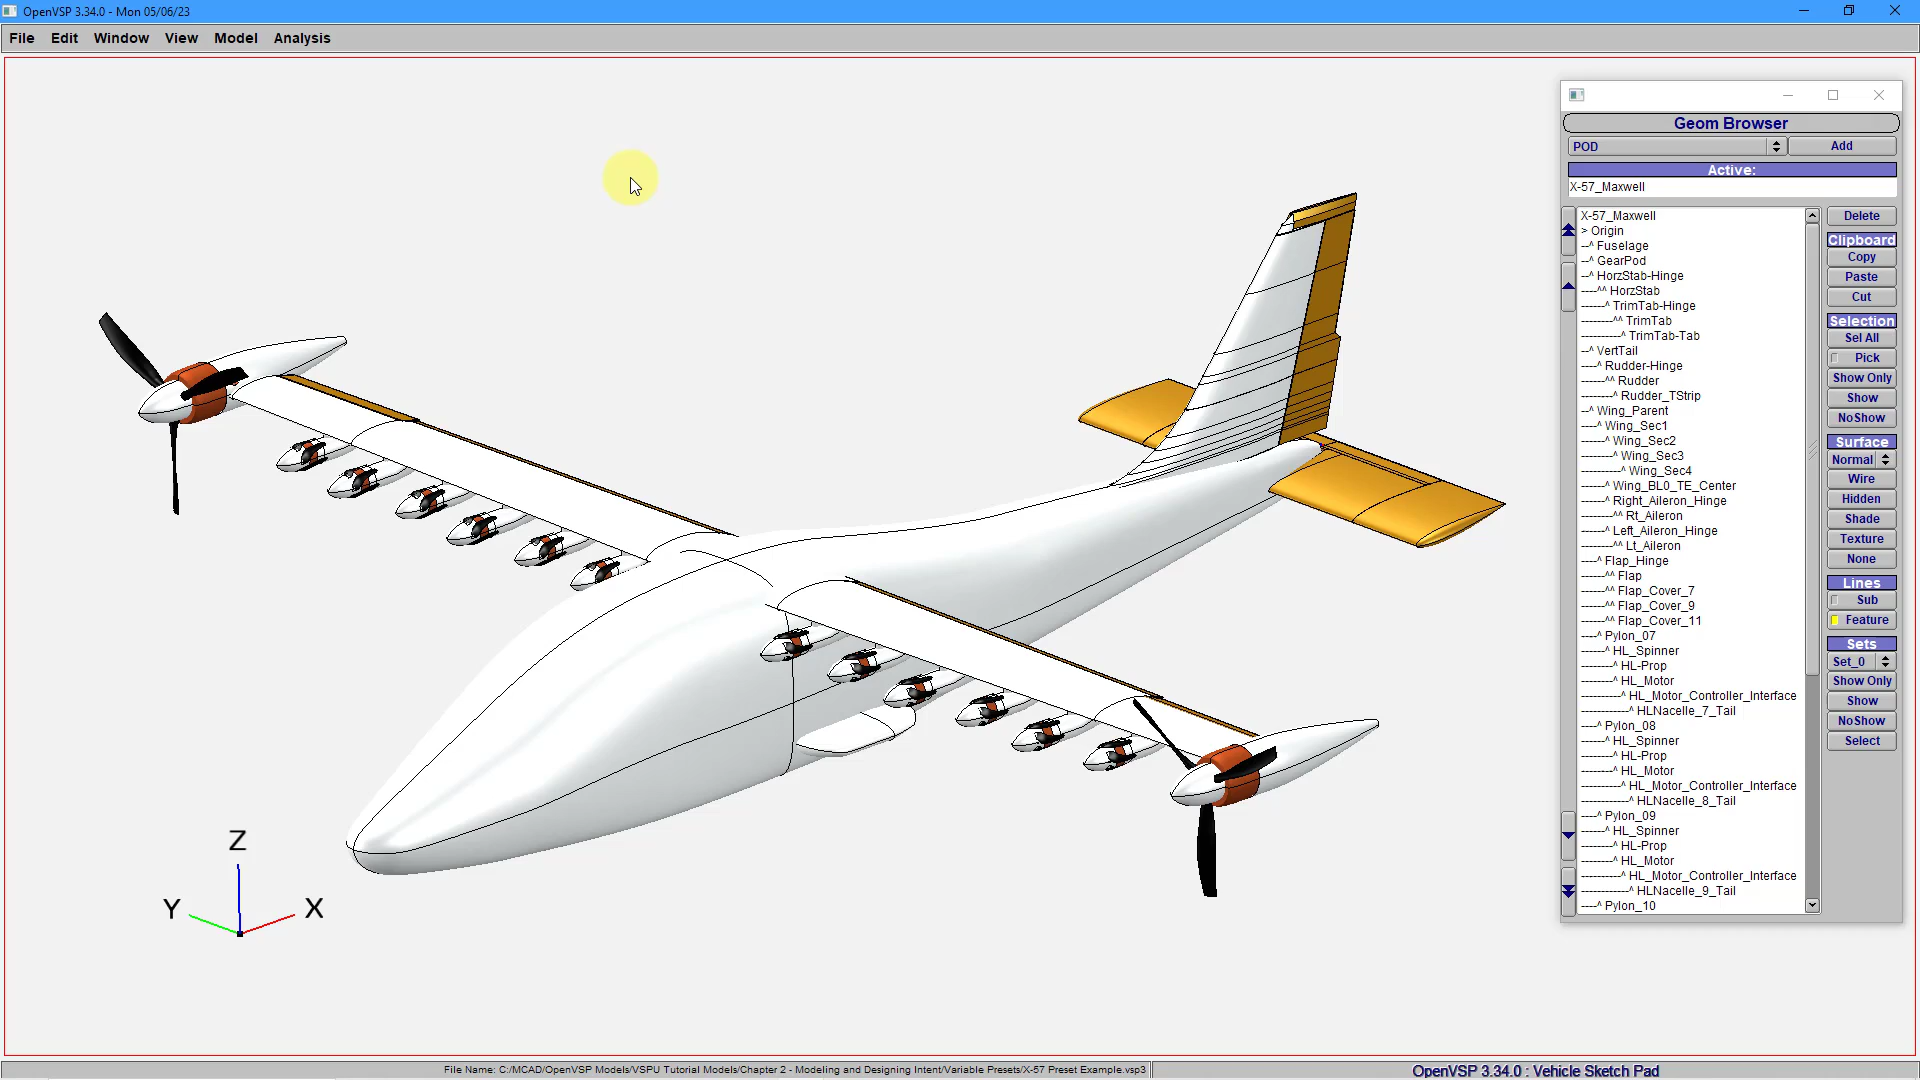 OpenVSP 3.34.0 - Mon 05/06/23
File Edit Window View Model Analysis
Geom Browser
POD Add
Active:
X-57_Maxwell
X-57_Maxwell
> Origin
--^ Fuselage
--^ GearPod
--^ HorzStab-Hinge
----^^ HorzStab
------^ TrimTab-Hinge
--------^^ TrimTab
----------^ TrimTab-Tab
--^ VertTail
----^ Rudder-Hinge
------^^ Rudder
--------^ Rudder_TStrip
--^ Wing_Parent
----^ Wing_Sec1
------^ Wing_Sec2
--------^ Wing_Sec3
----------^ Wing_Sec4
------^ Wing_BL0_TE_Center
------^ Right_Aileron_Hinge
--------^^ Rt_Aileron
------^ Left_Aileron_Hinge
--------^^ Lt_Aileron
----^ Flap_Hinge
------^^ Flap
------^^ Flap_Cover_7
------^^ Flap_Cover_9
------^^ Flap_Cover_11
----^ Pylon_07
------^ HL_Spinner
--------^ HL-Prop
--------^ HL_Motor
----------^ HL_Motor_Controller_Interface
------------^ HLNacelle_7_Tail
----^ Pylon_08
------^ HL_Spinner
--------^ HL-Prop
--------^ HL_Motor
----------^ HL_Motor_Controller_Interface
------------^ HLNacelle_8_Tail
----^ Pylon_09
------^ HL_Spinner
--------^ HL-Prop
--------^ HL_Motor
----------^ HL_Motor_Controller_Interface
------------^ HLNacelle_9_Tail
----^ Pylon_10
Delete
Clipboard
Copy
Paste
Cut
Selection
Sel All
Pick
Show Only
Show
NoShow
Surface
Normal
Wire
Hidden
Shade
Texture
None
Lines
Sub
Feature
Sets
Set_0
Show Only
Show
NoShow
Select
Z
Y X
File Name: C:/MCAD/OpenVSP Models/VSPU Tutorial Models/Chapter 2 - Modeling and Designing Intent/Variable Presets/X-57 Preset Example.vsp3
OpenVSP 3.34.0 : Vehicle Sketch Pad